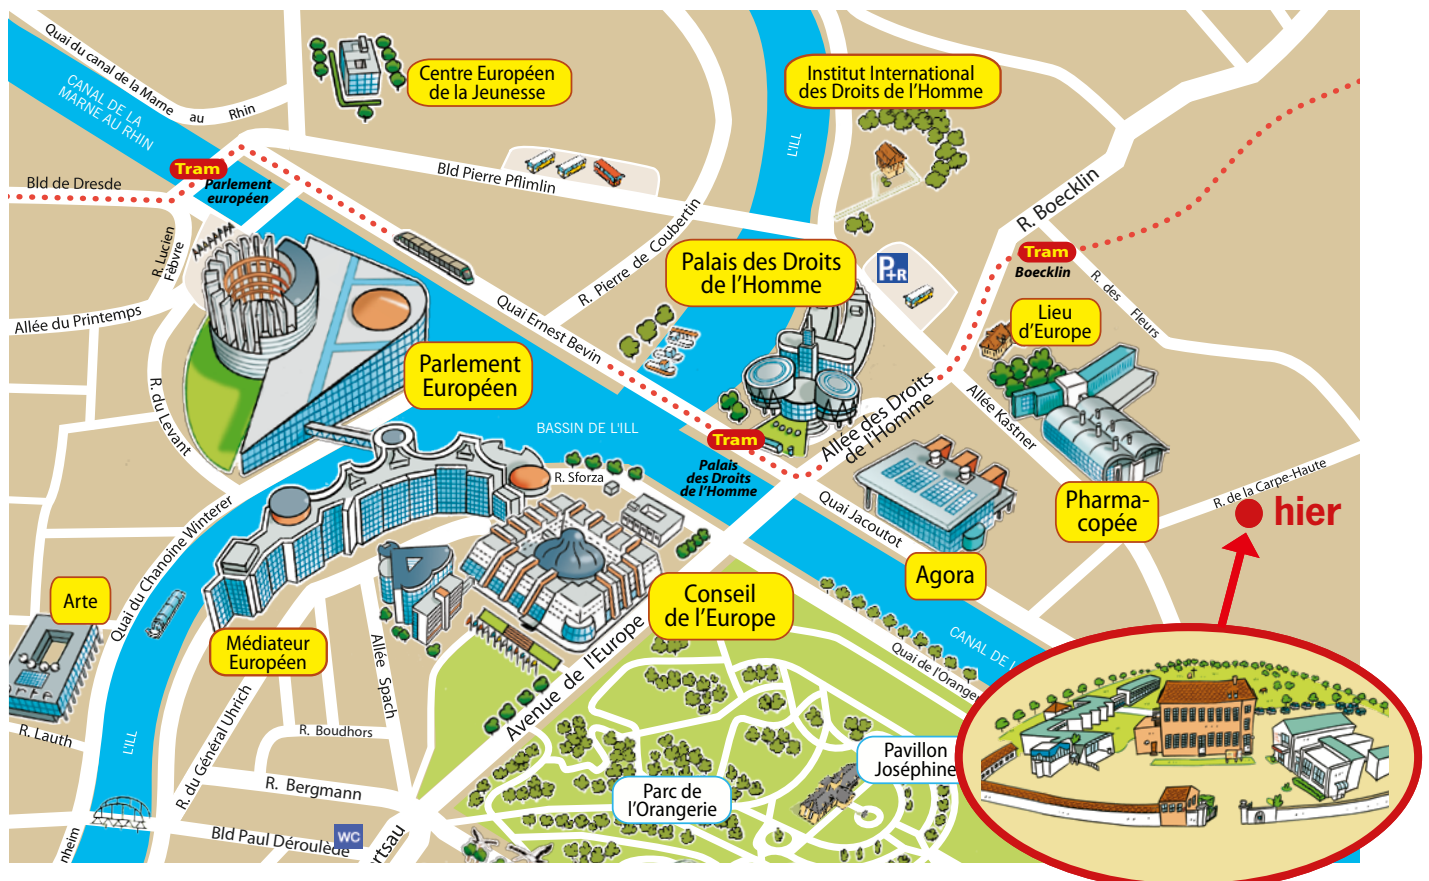 Quai du canal de la Marne au Rhin
CANAL DE LA
MARNE AU RHIN
Centre Européen
de la Jeunesse
Institut International
des Droits de l'Homme
L'ILL
Tram
Parlement
européen
Bld de Dresde
Bld Pierre Pflimlin
R. Boecklin
R. Lucien
Fèbvre
R. Pierre de Coubertin
Palais des Droits
de l'Homme
P+R
Tram
Boecklin
R. des Fleurs
Allée du Printemps
Quai Ernest Bevin
Lieu
d'Europe
Parlement
Européen
R. du Levant
BASSIN DE L'ILL
Allée des Droits
de l'Homme
Allée Kastner
Tram
Palais
des Droits
de l'Homme
R. Sforza
R. de la Carpe-Haute
hier
Quai Jacoutot
Pharma-
copée
Quai du Chanoine Winterer
Arte
Agora
Conseil
de l'Europe
Médiateur
Européen
Allée Spach
Avenue de l'Europe
CANAL DE L
Quai de l'Oranger
arte
R. Lauth
L'ILL
R. du Général Uhrich
R. Boudhors
Pavillon
Joséphine
R. Bergmann
Parc de
l'Orangerie
Bld Paul Déroulède
WC
nheim
ertsau